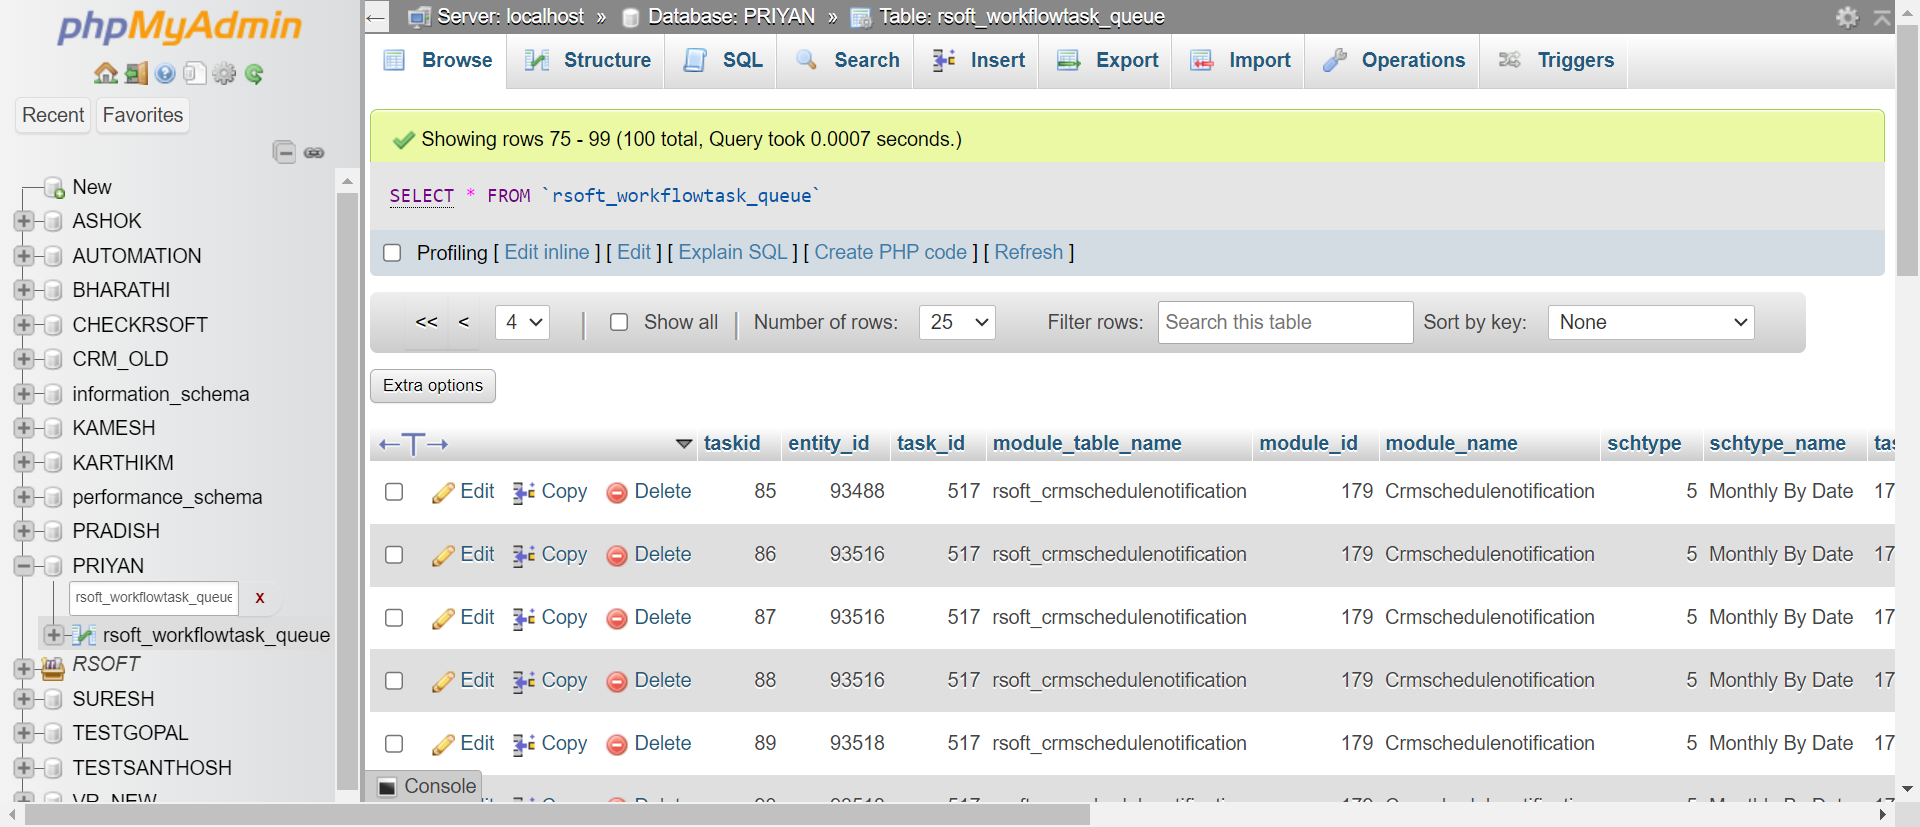 phpMyAdmin
Recent
Favorites
New
ASHOK
AUTOMATION
BHARATHI
CHECKRSOFT
CRM_OLD
information_schema
KAMESH
KARTHIKM
performance_schema
PRADISH
PRIYAN
rsoft_workflowtask_queue X
rsoft_workflowtask_queue
RSOFT
SURESH
TESTGOPAL
TESTSANTHOSH
VP_NEW
Server: localhost » Database: PRIYAN » Table: rsoft_workflowtask_queue
Browse Structure SQL Search Insert Export Import Operations Triggers
Showing rows 75 - 99 (100 total, Query took 0.0007 seconds.)
SELECT * FROM `rsoft_workflowtask_queue`
Profiling [ Edit inline ] [ Edit ] [ Explain SQL ] [ Create PHP code ] [ Refresh ]
<< < 4 | Show all | Number of rows: 25 Filter rows: Search this table Sort by key: None
Extra options
taskid entity_id task_id module_table_name module_id module_name schtype schtype_name tas
Edit Copy Delete 85 93488 517 rsoft_crmschedulenotification 179 Crmschedulenotification 5 Monthly By Date 17
Edit Copy Delete 86 93516 517 rsoft_crmschedulenotification 179 Crmschedulenotification 5 Monthly By Date 17
Edit Copy Delete 87 93516 517 rsoft_crmschedulenotification 179 Crmschedulenotification 5 Monthly By Date 17
Edit Copy Delete 88 93516 517 rsoft_crmschedulenotification 179 Crmschedulenotification 5 Monthly By Date 17
Edit Copy Delete 89 93518 517 rsoft_crmschedulenotification 179 Crmschedulenotification 5 Monthly By Date 17
Console